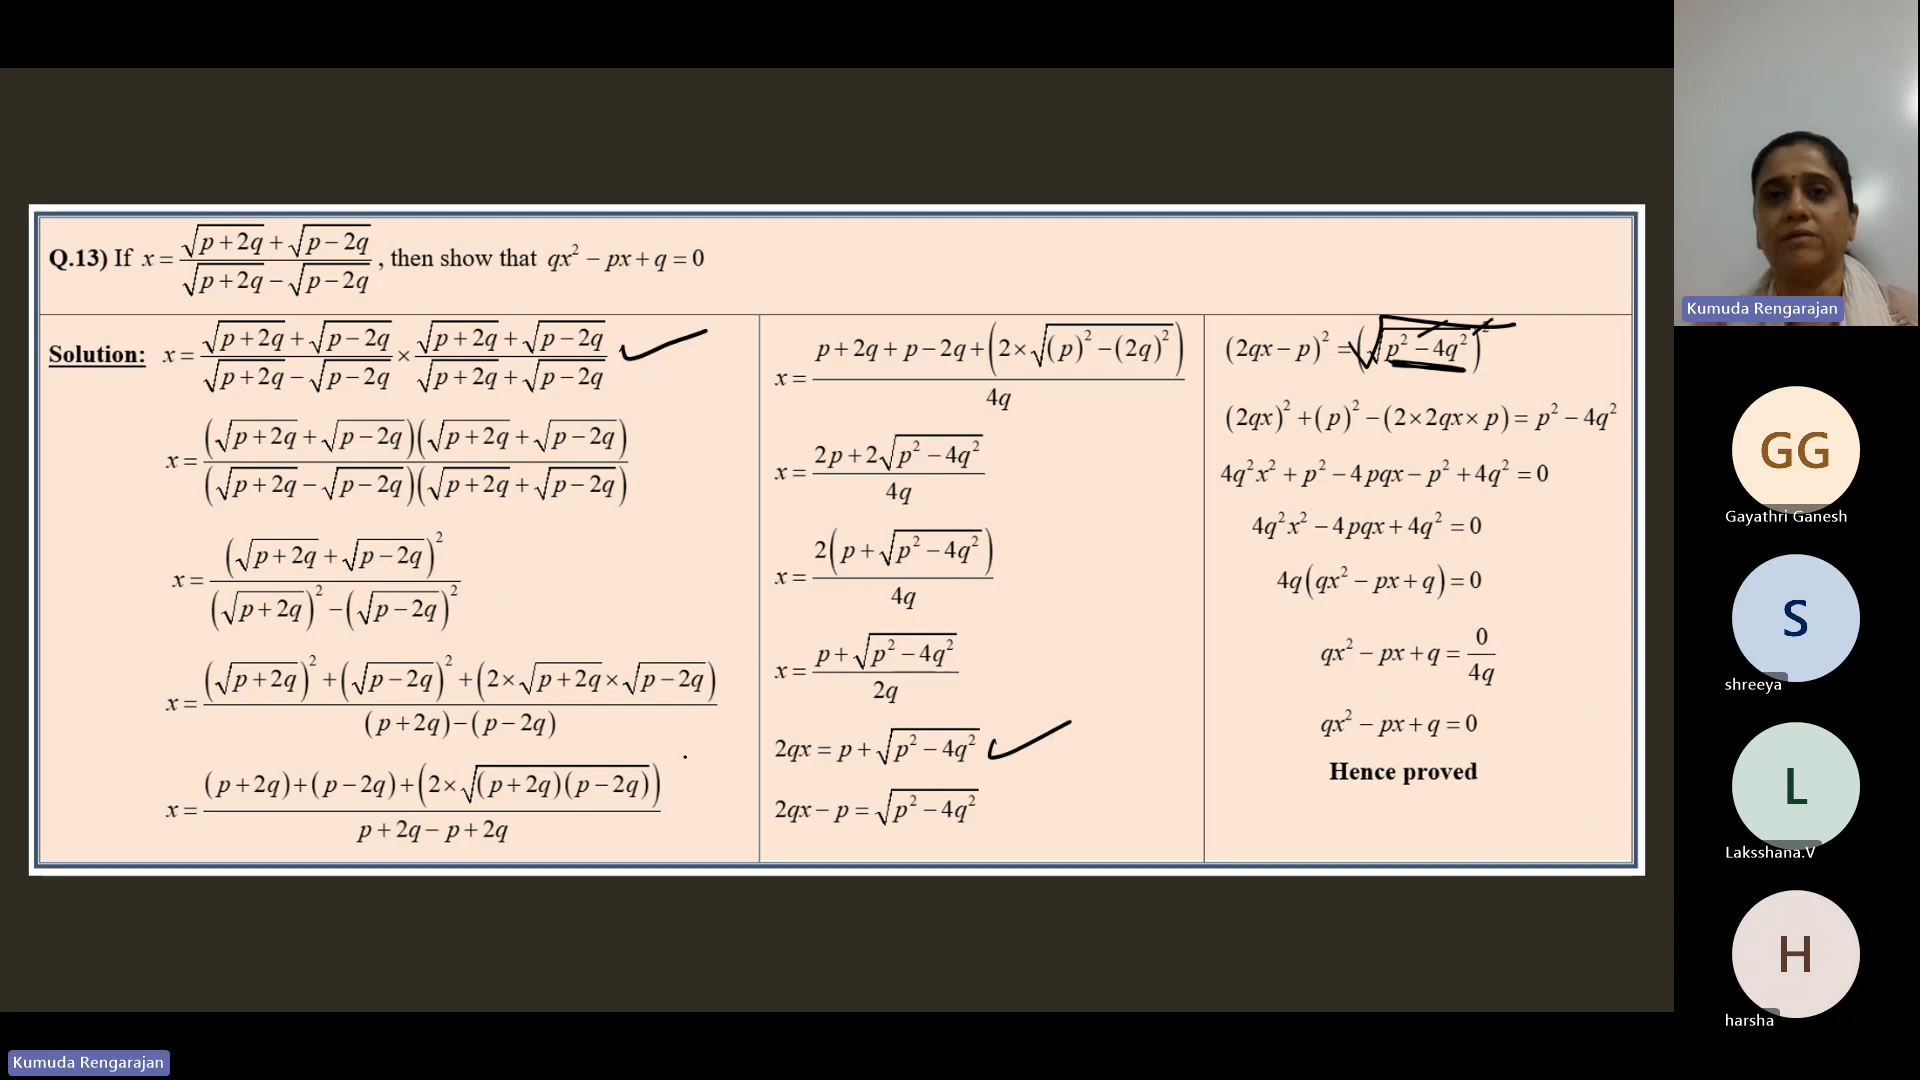 Q.13) If x = (√(p+2q) + √(p−2q)) / (√(p+2q) − √(p−2q)), then show that qx² − px + q = 0
Solution: x = (√(p+2q) + √(p−2q)) / (√(p+2q) − √(p−2q)) × (√(p+2q) + √(p−2q)) / (√(p+2q) + √(p−2q))
x = ((√(p+2q) + √(p−2q))(√(p+2q) + √(p−2q))) / ((√(p+2q) − √(p−2q))(√(p+2q) + √(p−2q)))
x = (√(p+2q) + √(p−2q))² / ((√(p+2q))² − (√(p−2q))²)
x = ((√(p+2q))² + (√(p−2q))² + (2×√(p+2q)×√(p−2q))) / ((p+2q)−(p−2q))
x = ((p+2q)+(p−2q)+(2×√((p+2q)(p−2q)))) / (p+2q−p+2q)
x = (p+2q+p−2q+(2×√((p)²−(2q)²))) / 4q
x = (2p+2√(p²−4q²)) / 4q
x = 2(p+√(p²−4q²)) / 4q
x = (p+√(p²−4q²)) / 2q
2qx = p+√(p²−4q²)
2qx − p = √(p²−4q²)
(2qx−p)² = (√(p²−4q²))²
(2qx)²+(p)²−(2×2qx×p) = p²−4q²
4q²x²+p²−4pqx−p²+4q² = 0
4q²x²−4pqx+4q² = 0
4q(qx²−px+q) = 0
qx²−px+q = 0/4q
qx²−px+q = 0
Hence proved
Kumuda Rengarajan
GG
Gayathri Ganesh
S
shreeya
L
Laksshana.V
H
harsha
Kumuda Rengarajan